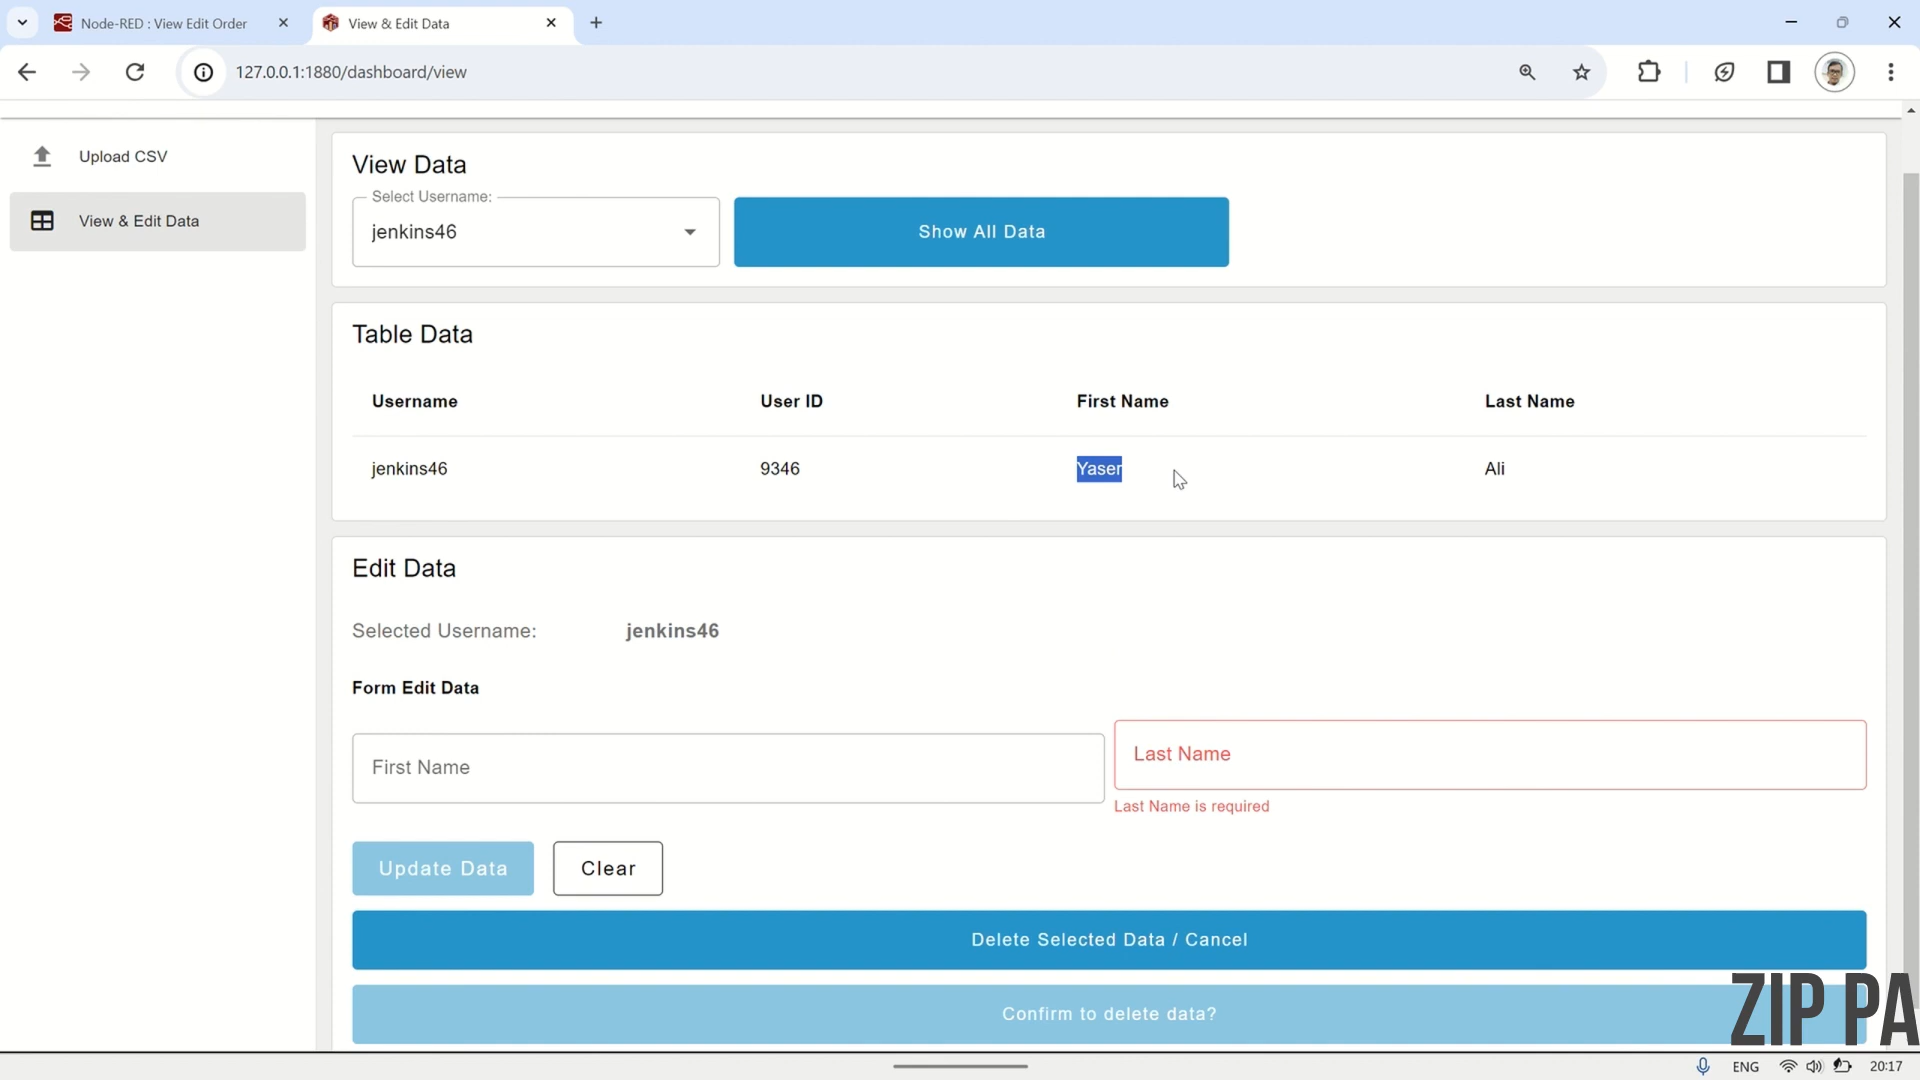 Node-RED : View Edit Order
View & Edit Data
127.0.0.1:1880/dashboard/view
Upload CSV
View & Edit Data
View Data
Select Username:
jenkins46
Show All Data
Table Data
Username User ID First Name Last Name
jenkins46 9346 Yaser Ali
Edit Data
Selected Username: jenkins46
Form Edit Data
First Name
Last Name
Last Name is required
Update Data
Clear
Delete Selected Data / Cancel
Confirm to delete data?
ZIP PA
ENG
20:17